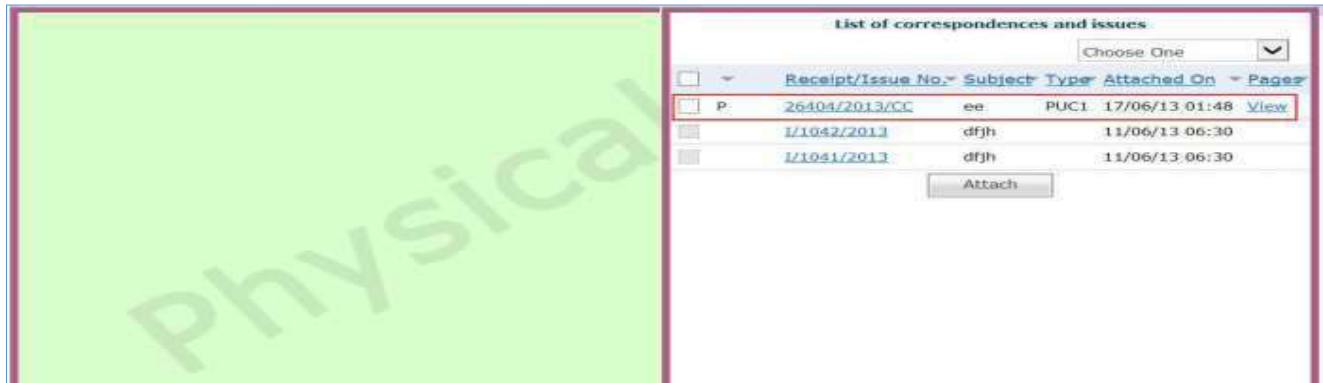 Physical
List of correspondences and issues
Choose One
Receipt/Issue No. Subject Type Attached On Pages
P 26404/2013/CC ee PUC1 17/06/13 01:48 View
I/1042/2013 dfjh 11/06/13 06:30
I/1041/2013 dfjh 11/06/13 06:30
Attach